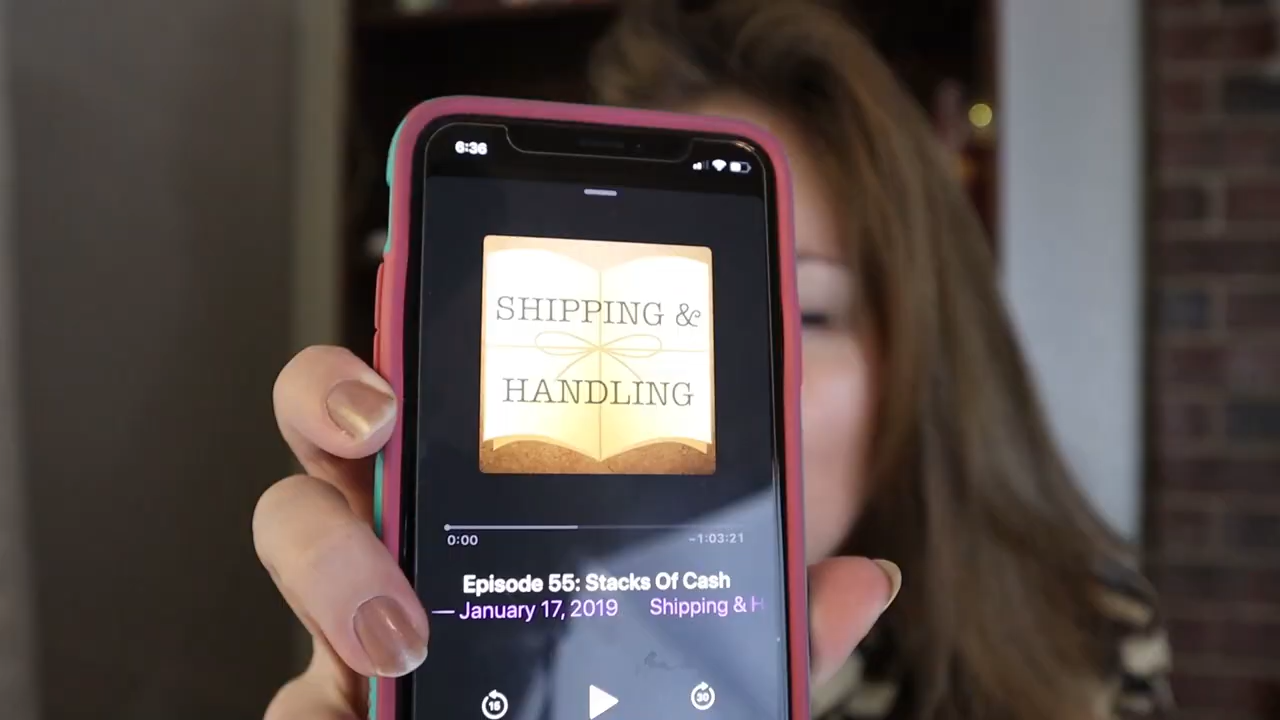 6:36
SHIPPING &
HANDLING
0:00
-1:03:21
Episode 55: Stacks Of Cash
— January 17, 2019 Shipping & H
15
30